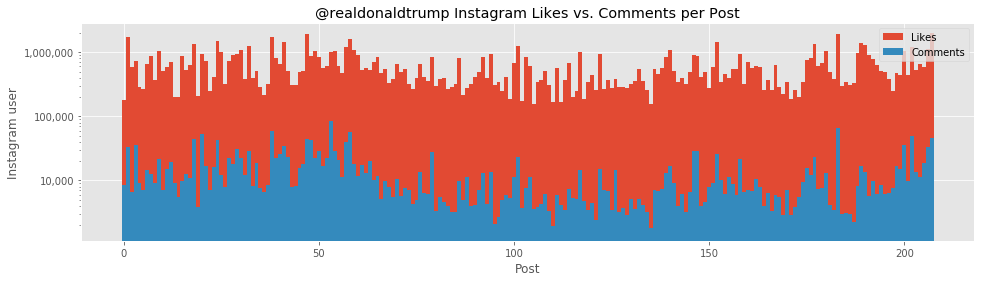 @realdonaldtrump Instagram Likes vs. Comments per Post
Likes
Comments
1,000,000
100,000
10,000
Instagram user
0 50 100 150 200
Post